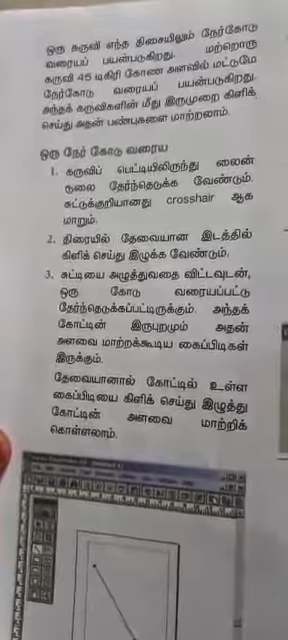 ஒரு கருவி எந்த திசையிலும் நேர்கோடு
வரையப் பயன்படுகிறது. மற்றொரு
கருவி 45 டிகிரி கோண அளவில் மட்டுமே
நேர்கோடு வரையப் பயன்படுகிறது.
அந்தக் கருவிகளின் மீது இருமுறை கிளிக்
செய்து அதன் பண்புகளை மாற்றலாம்.
ஒரு நேர் கோடு வரைய
1. கருவிப் பெட்டியிலிருந்து லைன்
டூலை தேர்ந்தெடுக்க வேண்டும்.
சுட்டுக்குறியானது crosshair ஆக
மாறும்.
2. திரையில் தேவையான இடத்தில்
கிளிக் செய்து இழுக்க வேண்டும்.
3. சுட்டியை அழுத்துவதை விட்டவுடன்,
ஒரு கோடு வரையப்பட்டு
தேர்ந்தெடுக்கப்பட்டிருக்கும். அந்தக்
கோட்டின் இருபுறமும் அதன்
அளவை மாற்றக்கூடிய கைப்பிடிகள்
இருக்கும்.
தேவையானால் கோட்டில் உள்ள
கைப்பிடியை கிளிக் செய்து இழுத்து
கோட்டின் அளவை மாற்றிக்
கொள்ளலாம்.